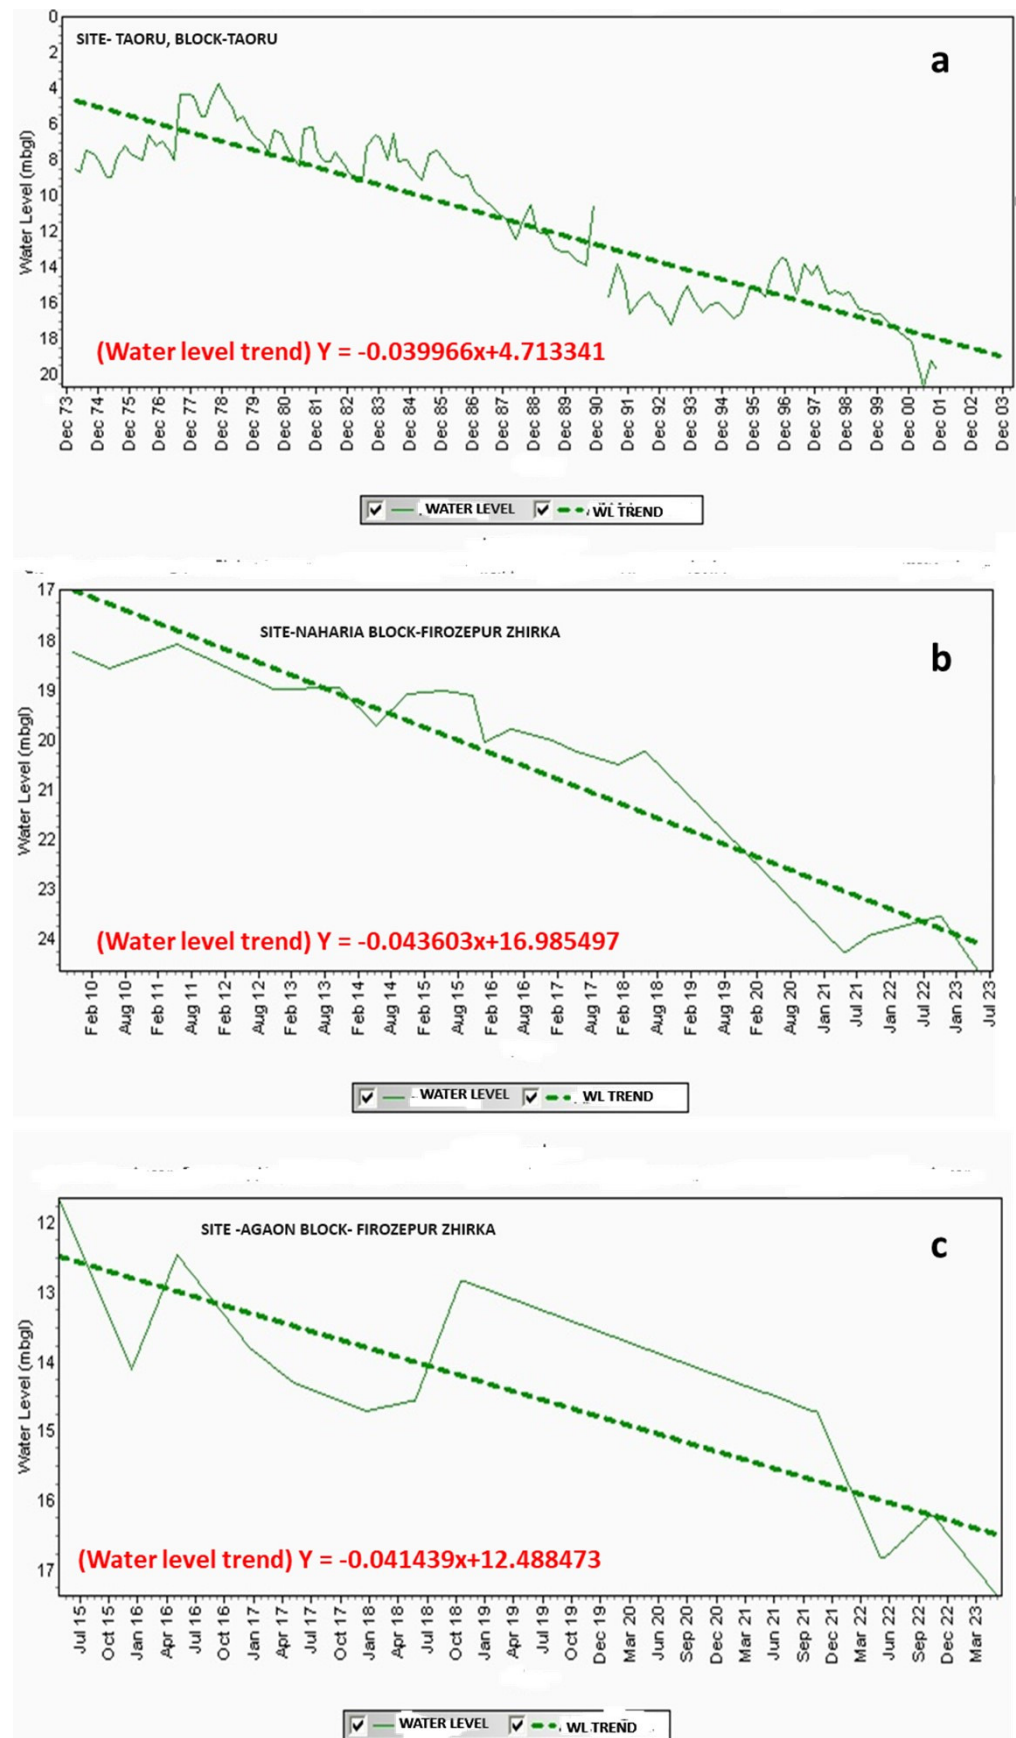 SITE- TAORU, BLOCK-TAORU
a
Water Level (mbgl)
0
2
4
6
8
10
12
14
16
18
20
(Water level trend) Y = -0.039966x+4.713341
Dec 73
Dec 74
Dec 75
Dec 76
Dec 77
Dec 78
Dec 79
Dec 80
Dec 81
Dec 82
Dec 83
Dec 84
Dec 85
Dec 86
Dec 87
Dec 88
Dec 89
Dec 90
Dec 91
Dec 92
Dec 93
Dec 94
Dec 95
Dec 96
Dec 97
Dec 98
Dec 99
Dec 00
Dec 01
Dec 02
Dec 03
WATER LEVEL
WL TREND
SITE-NAHARIA BLOCK-FIROZEPUR ZHIRKA
b
Water Level (mbgl)
17
18
19
20
21
22
23
24
(Water level trend) Y = -0.043603x+16.985497
Feb 10
Aug 10
Feb 11
Aug 11
Feb 12
Aug 12
Feb 13
Aug 13
Feb 14
Aug 14
Feb 15
Aug 15
Feb 16
Aug 16
Feb 17
Aug 17
Feb 18
Aug 18
Feb 19
Aug 19
Feb 20
Aug 20
Jan 21
Jul 21
Jan 22
Jul 22
Jan 23
Jul 23
WATER LEVEL
WL TREND
SITE -AGAON BLOCK- FIROZEPUR ZHIRKA
c
Water Level (mbgl)
12
13
14
15
16
17
(Water level trend) Y = -0.041439x+12.488473
Jul 15
Oct 15
Jan 16
Apr 16
Jul 16
Oct 16
Jan 17
Apr 17
Jul 17
Oct 17
Jan 18
Apr 18
Jul 18
Oct 18
Jan 19
Apr 19
Jul 19
Oct 19
Dec 19
Mar 20
Jun 20
Sep 20
Dec 20
Mar 21
Jun 21
Sep 21
Dec 21
Mar 22
Jun 22
Sep 22
Dec 22
Mar 23
WATER LEVEL
WL TREND